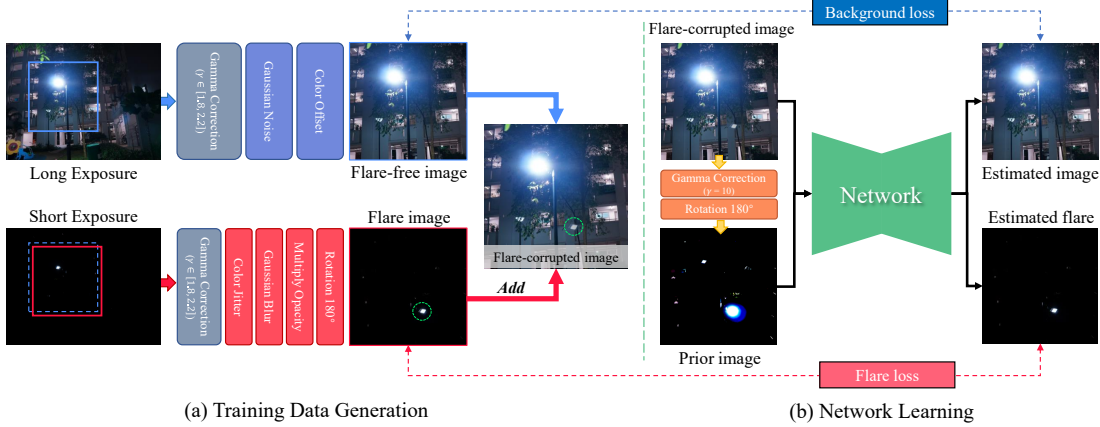 Background loss
Flare-corrupted image
Gamma Correction
(γ ∈ [1.8,2.2])
Gaussian Noise
Color Offset
Long Exposure
Flare-free image
Gamma Correction
(γ = 10)
Rotation 180°
Network
Estimated image
Short Exposure
Flare image
Estimated flare
Flare-corrupted image
Gamma Correction
(γ ∈ [1.8,2.2])
Color Jitter
Gaussian Blur
Multiply Opacity
Rotation 180°
Add
Prior image
Flare loss
(a) Training Data Generation
(b) Network Learning